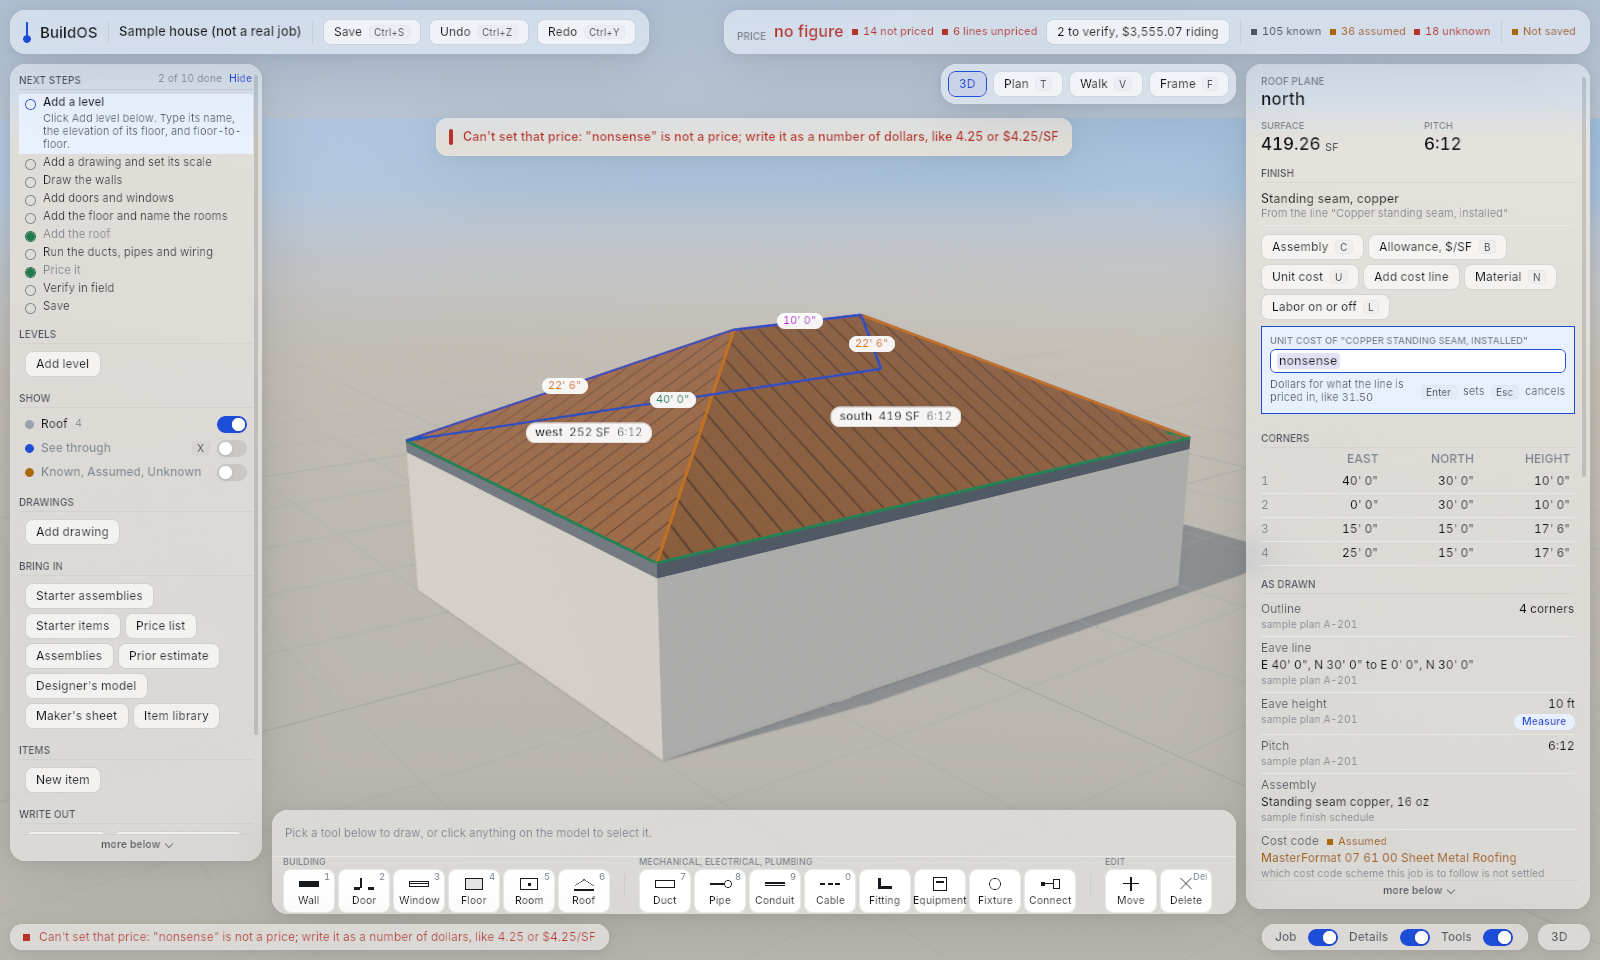 BuildOS
Sample house (not a real job)
Save Ctrl+S
Undo Ctrl+Z
Redo Ctrl+Y
PRICE no figure
14 not priced
6 lines unpriced
2 to verify, $3,555.07 riding
105 known
36 assumed
18 unknown
Not saved
NEXT STEPS
2 of 10 done Hide
Add a level
Click Add level below. Type its name,
the elevation of its floor, and floor-to-
floor.
Add a drawing and set its scale
Draw the walls
Add doors and windows
Add the floor and name the rooms
Add the roof
Run the ducts, pipes and wiring
Price it
Verify in field
Save
LEVELS
Add level
SHOW
Roof 4
See through X
Known, Assumed, Unknown
DRAWINGS
Add drawing
BRING IN
Starter assemblies
Starter items
Price list
Assemblies
Prior estimate
Designer's model
Maker's sheet
Item library
ITEMS
New item
WRITE OUT
more below
3D
Plan T
Walk V
Frame F
Can't set that price: "nonsense" is not a price; write it as a number of dollars, like 4.25 or $4.25/SF
10' 0"
22' 6"
22' 6"
40' 0"
south 419 SF 6:12
west 252 SF 6:12
Pick a tool below to draw, or click anything on the model to select it.
BUILDING
Wall 1
Door 2
Window 3
Floor 4
Room 5
Roof 6
MECHANICAL, ELECTRICAL, PLUMBING
Duct 7
Pipe 8
Conduit 9
Cable 0
Fitting
Equipment
Fixture
Connect
EDIT
Move
Delete Del
ROOF PLANE
north
SURFACE
419.26 SF
PITCH
6:12
FINISH
Standing seam, copper
From the line "Copper standing seam, installed"
Assembly C
Allowance, $/SF B
Unit cost U
Add cost line
Material N
Labor on or off L
UNIT COST OF "COPPER STANDING SEAM, INSTALLED"
nonsense
Dollars for what the line is
priced in, like 31.50
Enter sets Esc cancels
CORNERS
EAST NORTH HEIGHT
1 40' 0" 30' 0" 10' 0"
2 0' 0" 30' 0" 10' 0"
3 15' 0" 15' 0" 17' 6"
4 25' 0" 15' 0" 17' 6"
AS DRAWN
Outline 4 corners
sample plan A-201
Eave line
E 40' 0", N 30' 0" to E 0' 0", N 30' 0"
sample plan A-201
Eave height 10 ft
sample plan A-201 Measure
Pitch 6:12
sample plan A-201
Assembly
Standing seam copper, 16 oz
sample finish schedule
Cost code Assumed
MasterFormat 07 61 00 Sheet Metal Roofing
which cost code scheme this job is to follow is not settled
more below
Can't set that price: "nonsense" is not a price; write it as a number of dollars, like 4.25 or $4.25/SF
Job
Details
Tools
3D